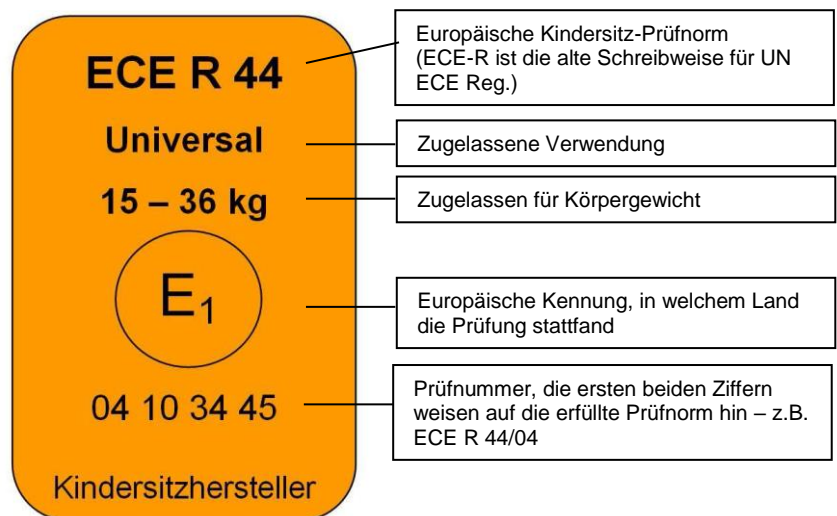 ECE R 44
Universal
15 – 36 kg
E1
04 10 34 45
Kindersitzhersteller
Europäische Kindersitz-Prüfnorm
(ECE-R ist die alte Schreibweise für UN
ECE Reg.)
Zugelassene Verwendung
Zugelassen für Körpergewicht
Europäische Kennung, in welchem Land
die Prüfung stattfand
Prüfnummer, die ersten beiden Ziffern
weisen auf die erfüllte Prüfnorm hin – z.B.
ECE R 44/04